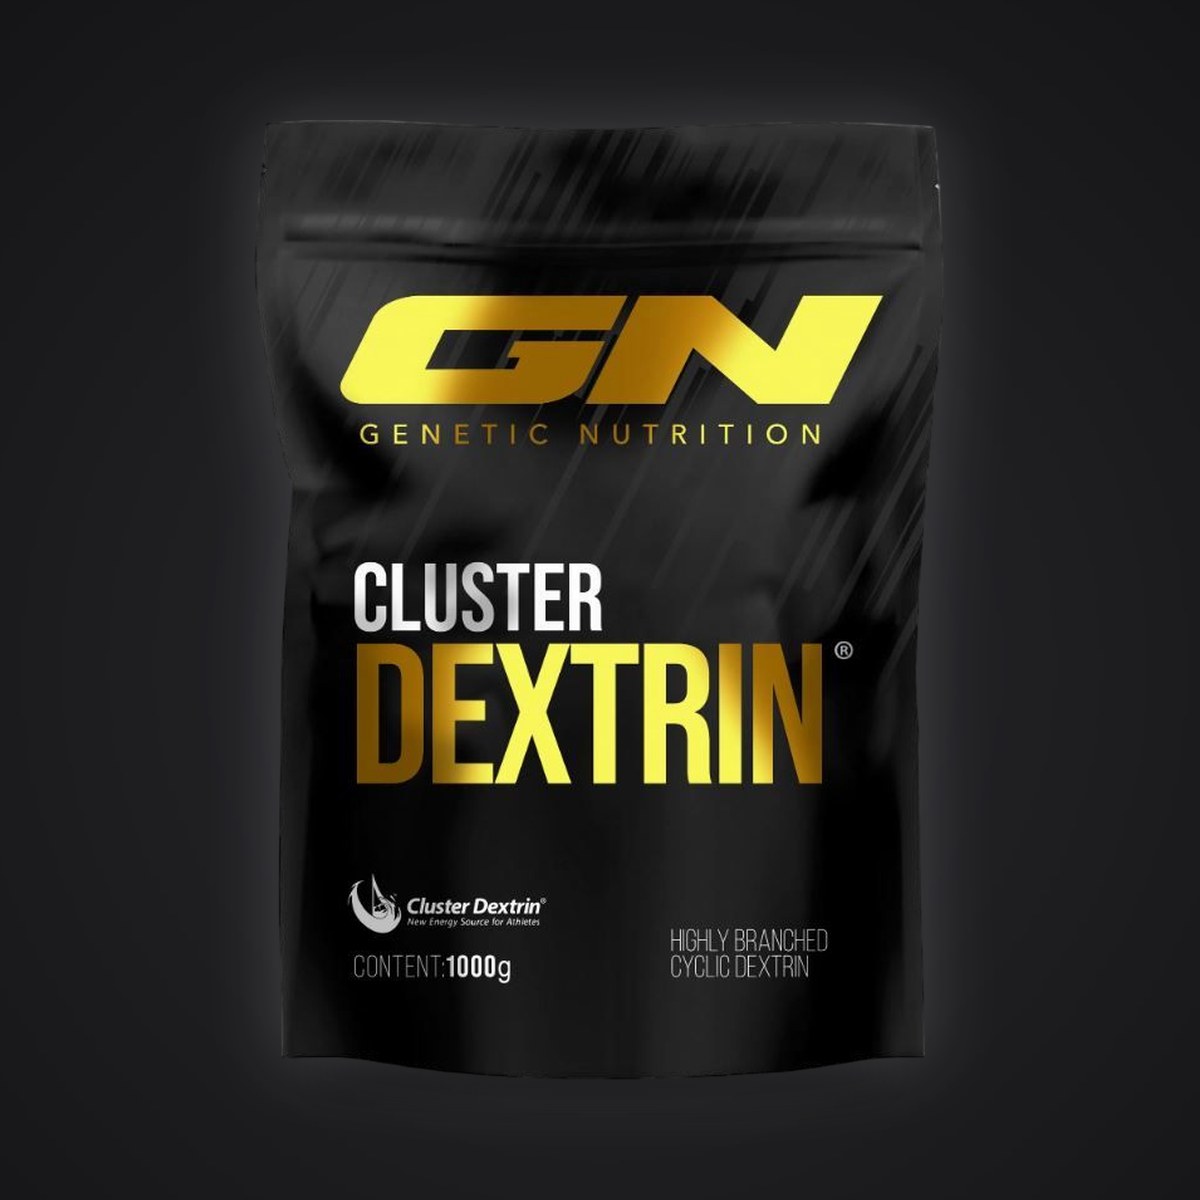 GN
GENETIC NUTRITION
CLUSTER
DEXTRIN®
Cluster Dextrin®
New Energy Source for Athletes
CONTENT:1000g
HIGHLY BRANCHED
CYCLIC DEXTRIN